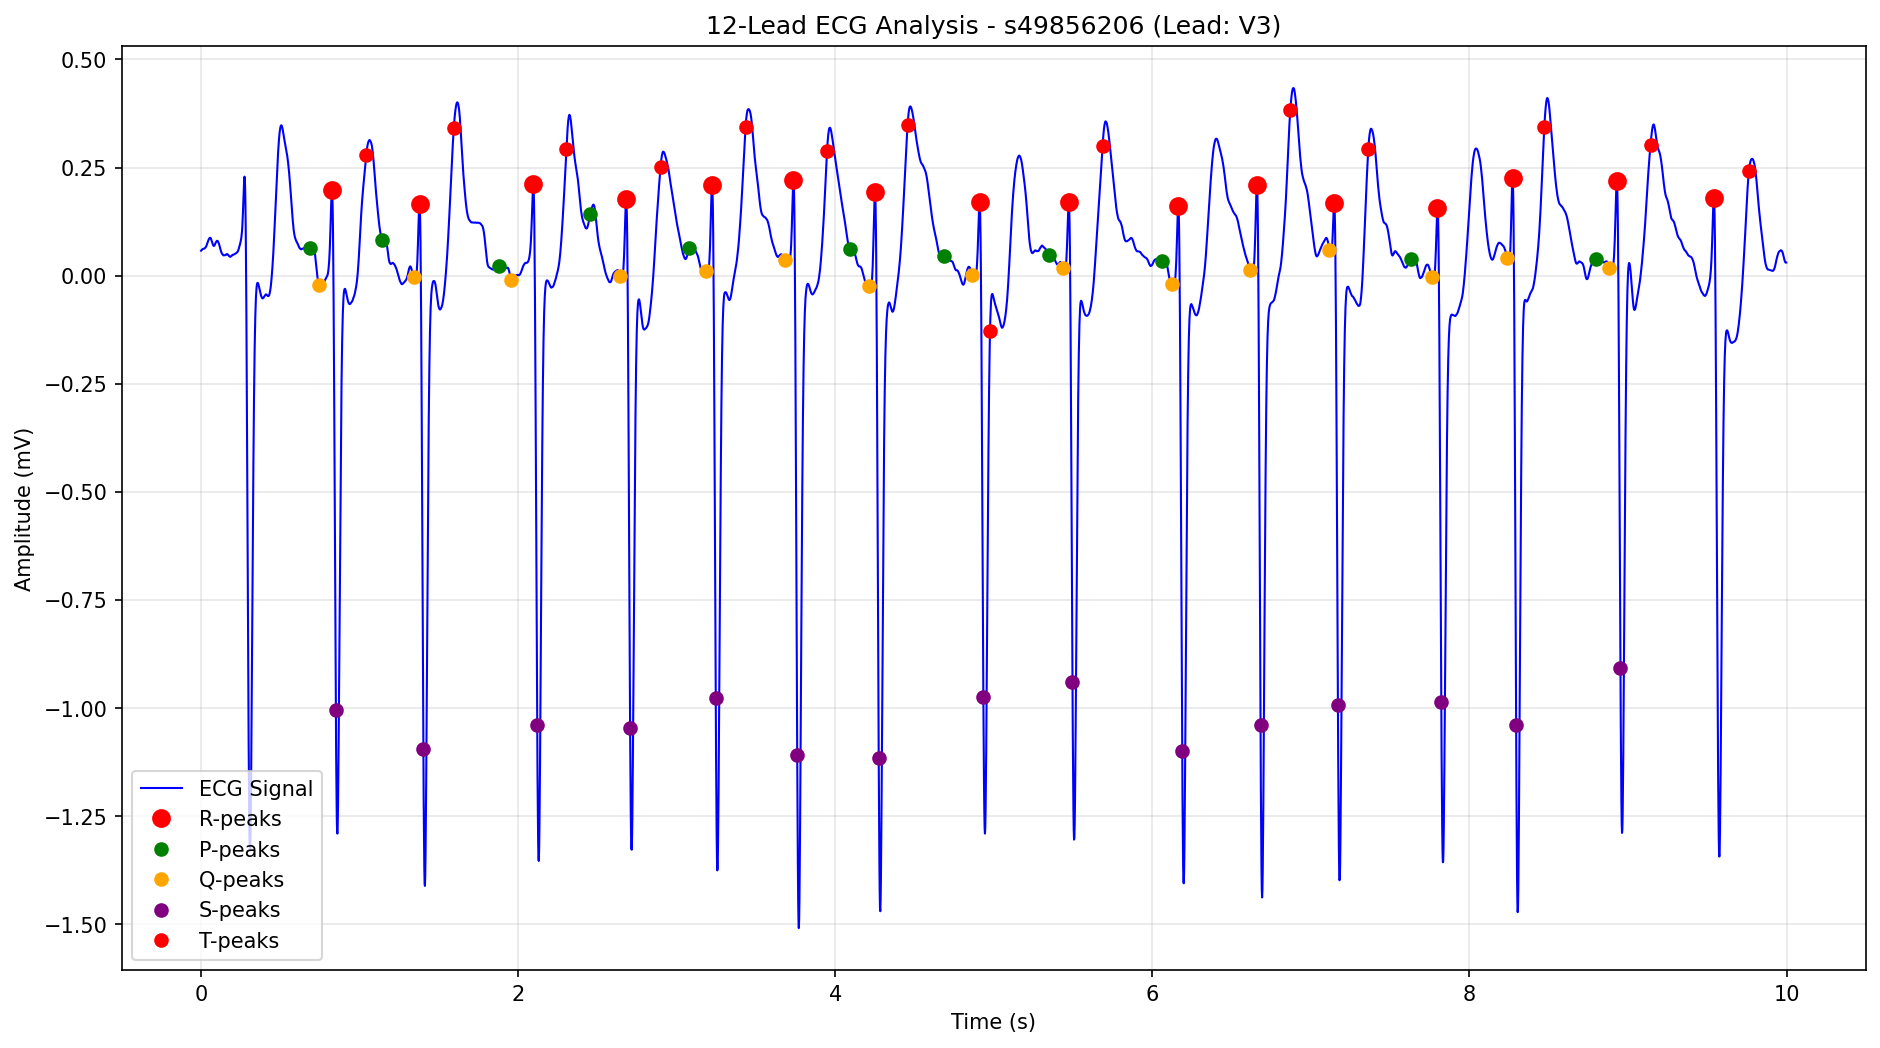 12-Lead ECG Analysis - s49856206 (Lead: V3)
Amplitude (mV)
0.50
0.25
0.00
−0.25
−0.50
−0.75
−1.00
−1.25
−1.50
ECG Signal
R-peaks
P-peaks
Q-peaks
S-peaks
T-peaks
0 2 4 6 8 10
Time (s)